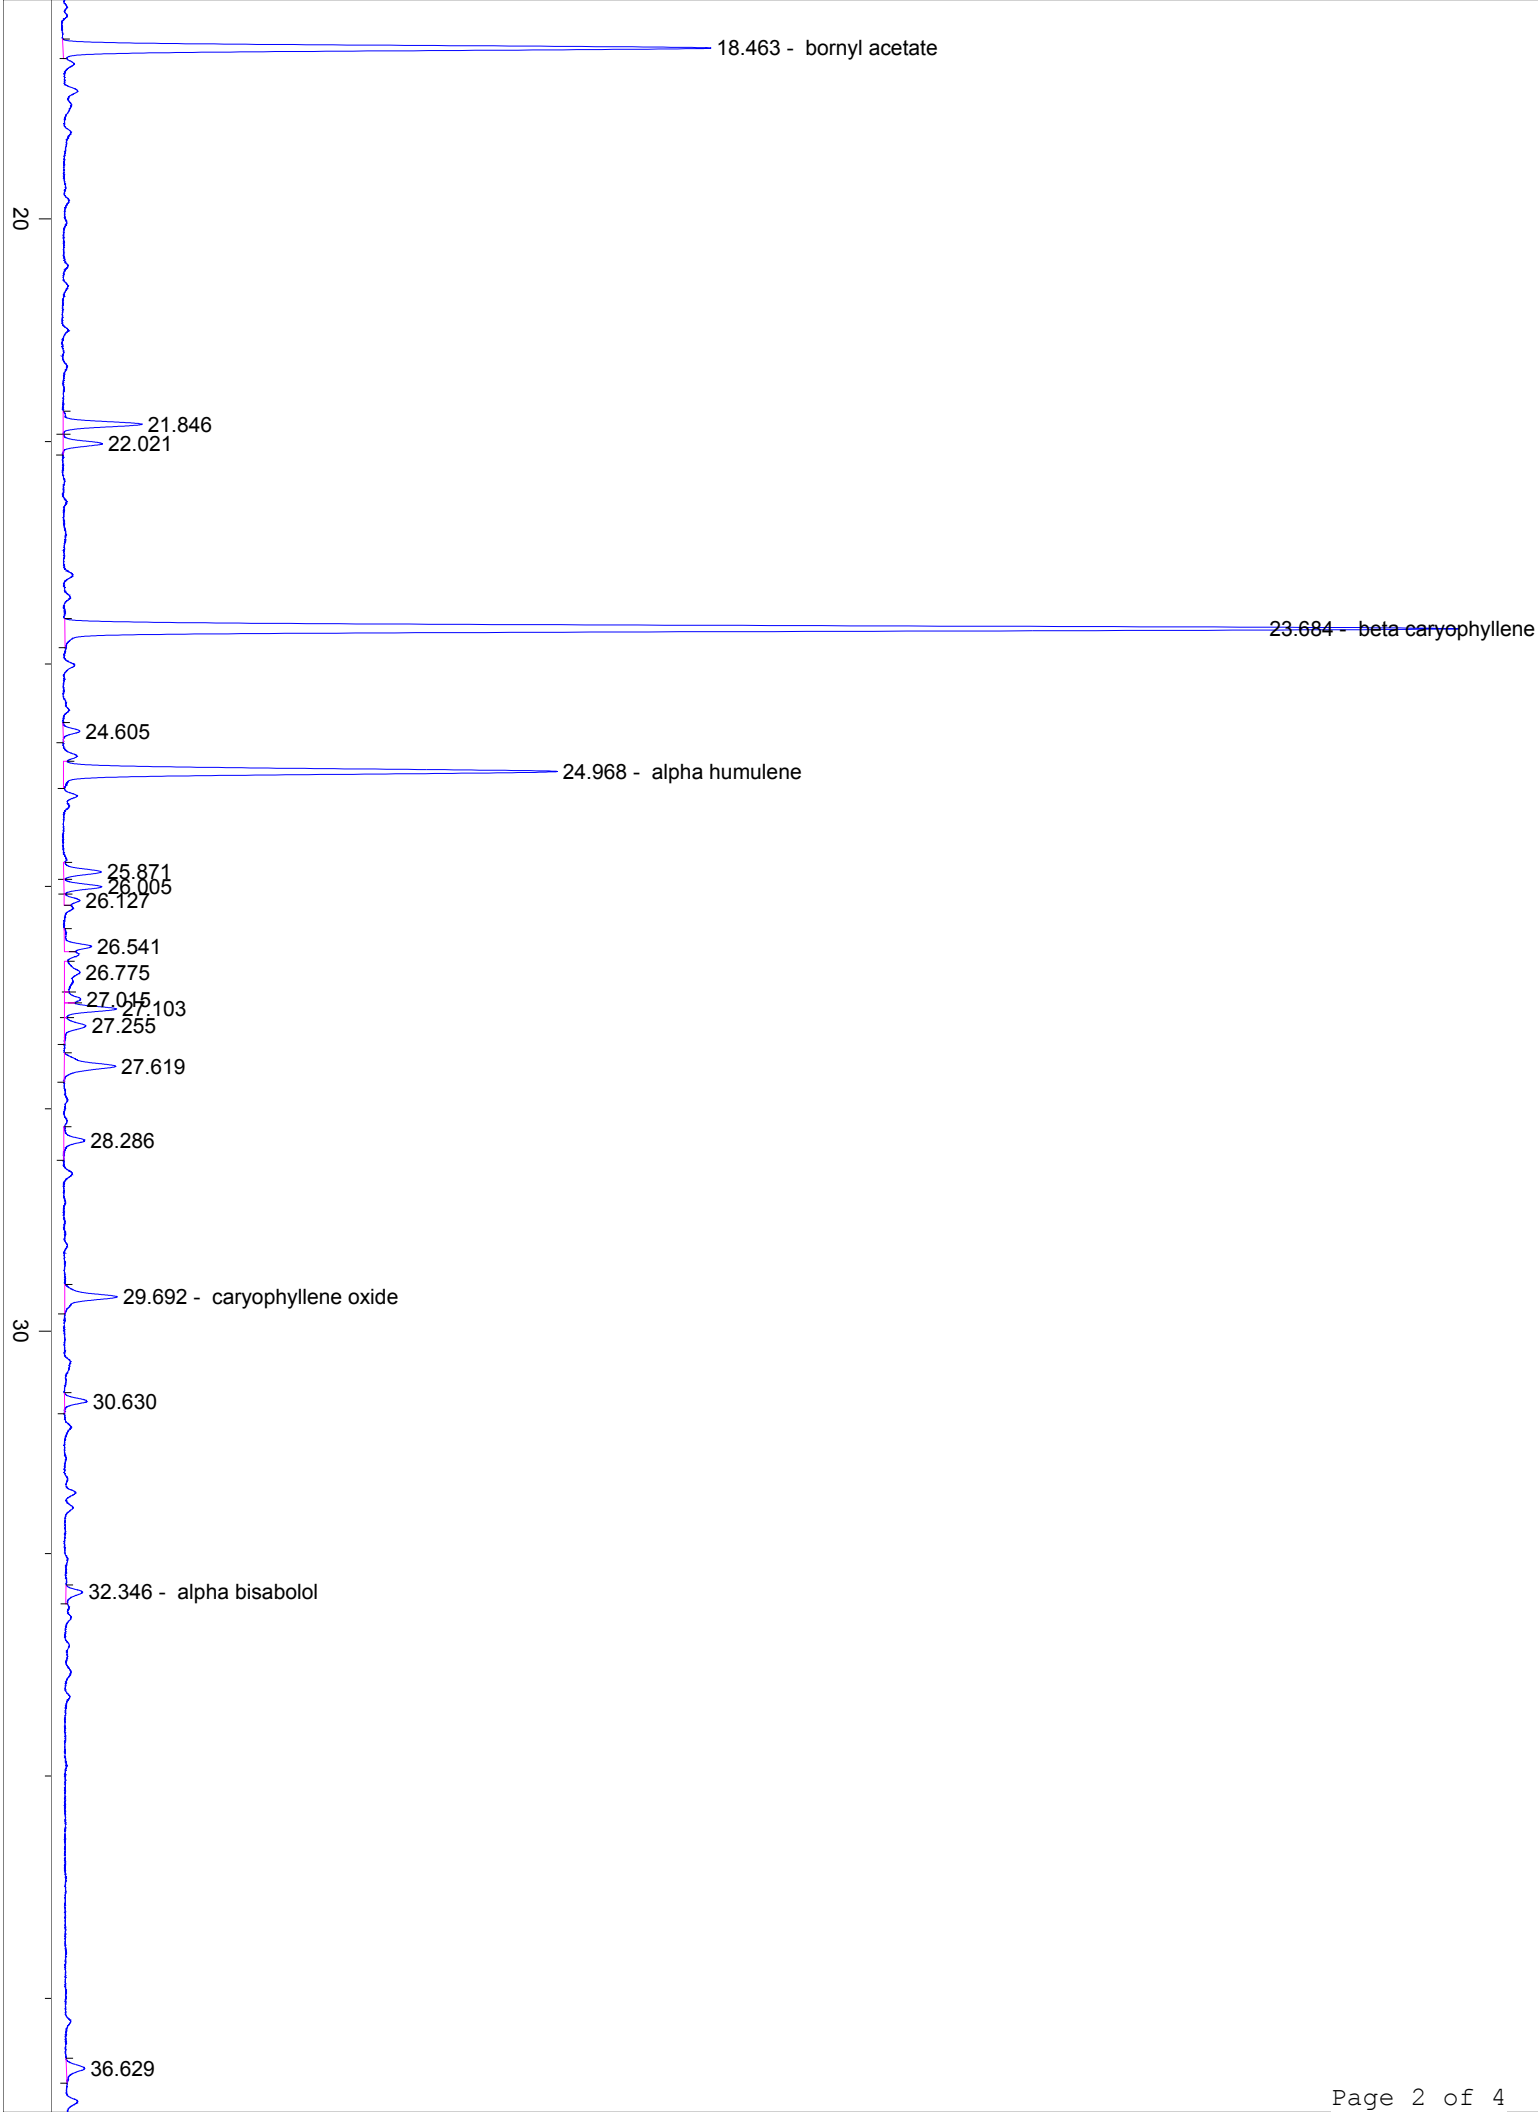 18.463 - bornyl acetate
20
21.846
22.021
23.684 - beta caryophyllene
24.605
24.968 - alpha humulene
25.871
26.005
26.127
26.541
26.775
27.015
27.103
27.255
27.619
28.286
29.692 - caryophyllene oxide
30
30.630
32.346 - alpha bisabolol
36.629
Page 2 of 4